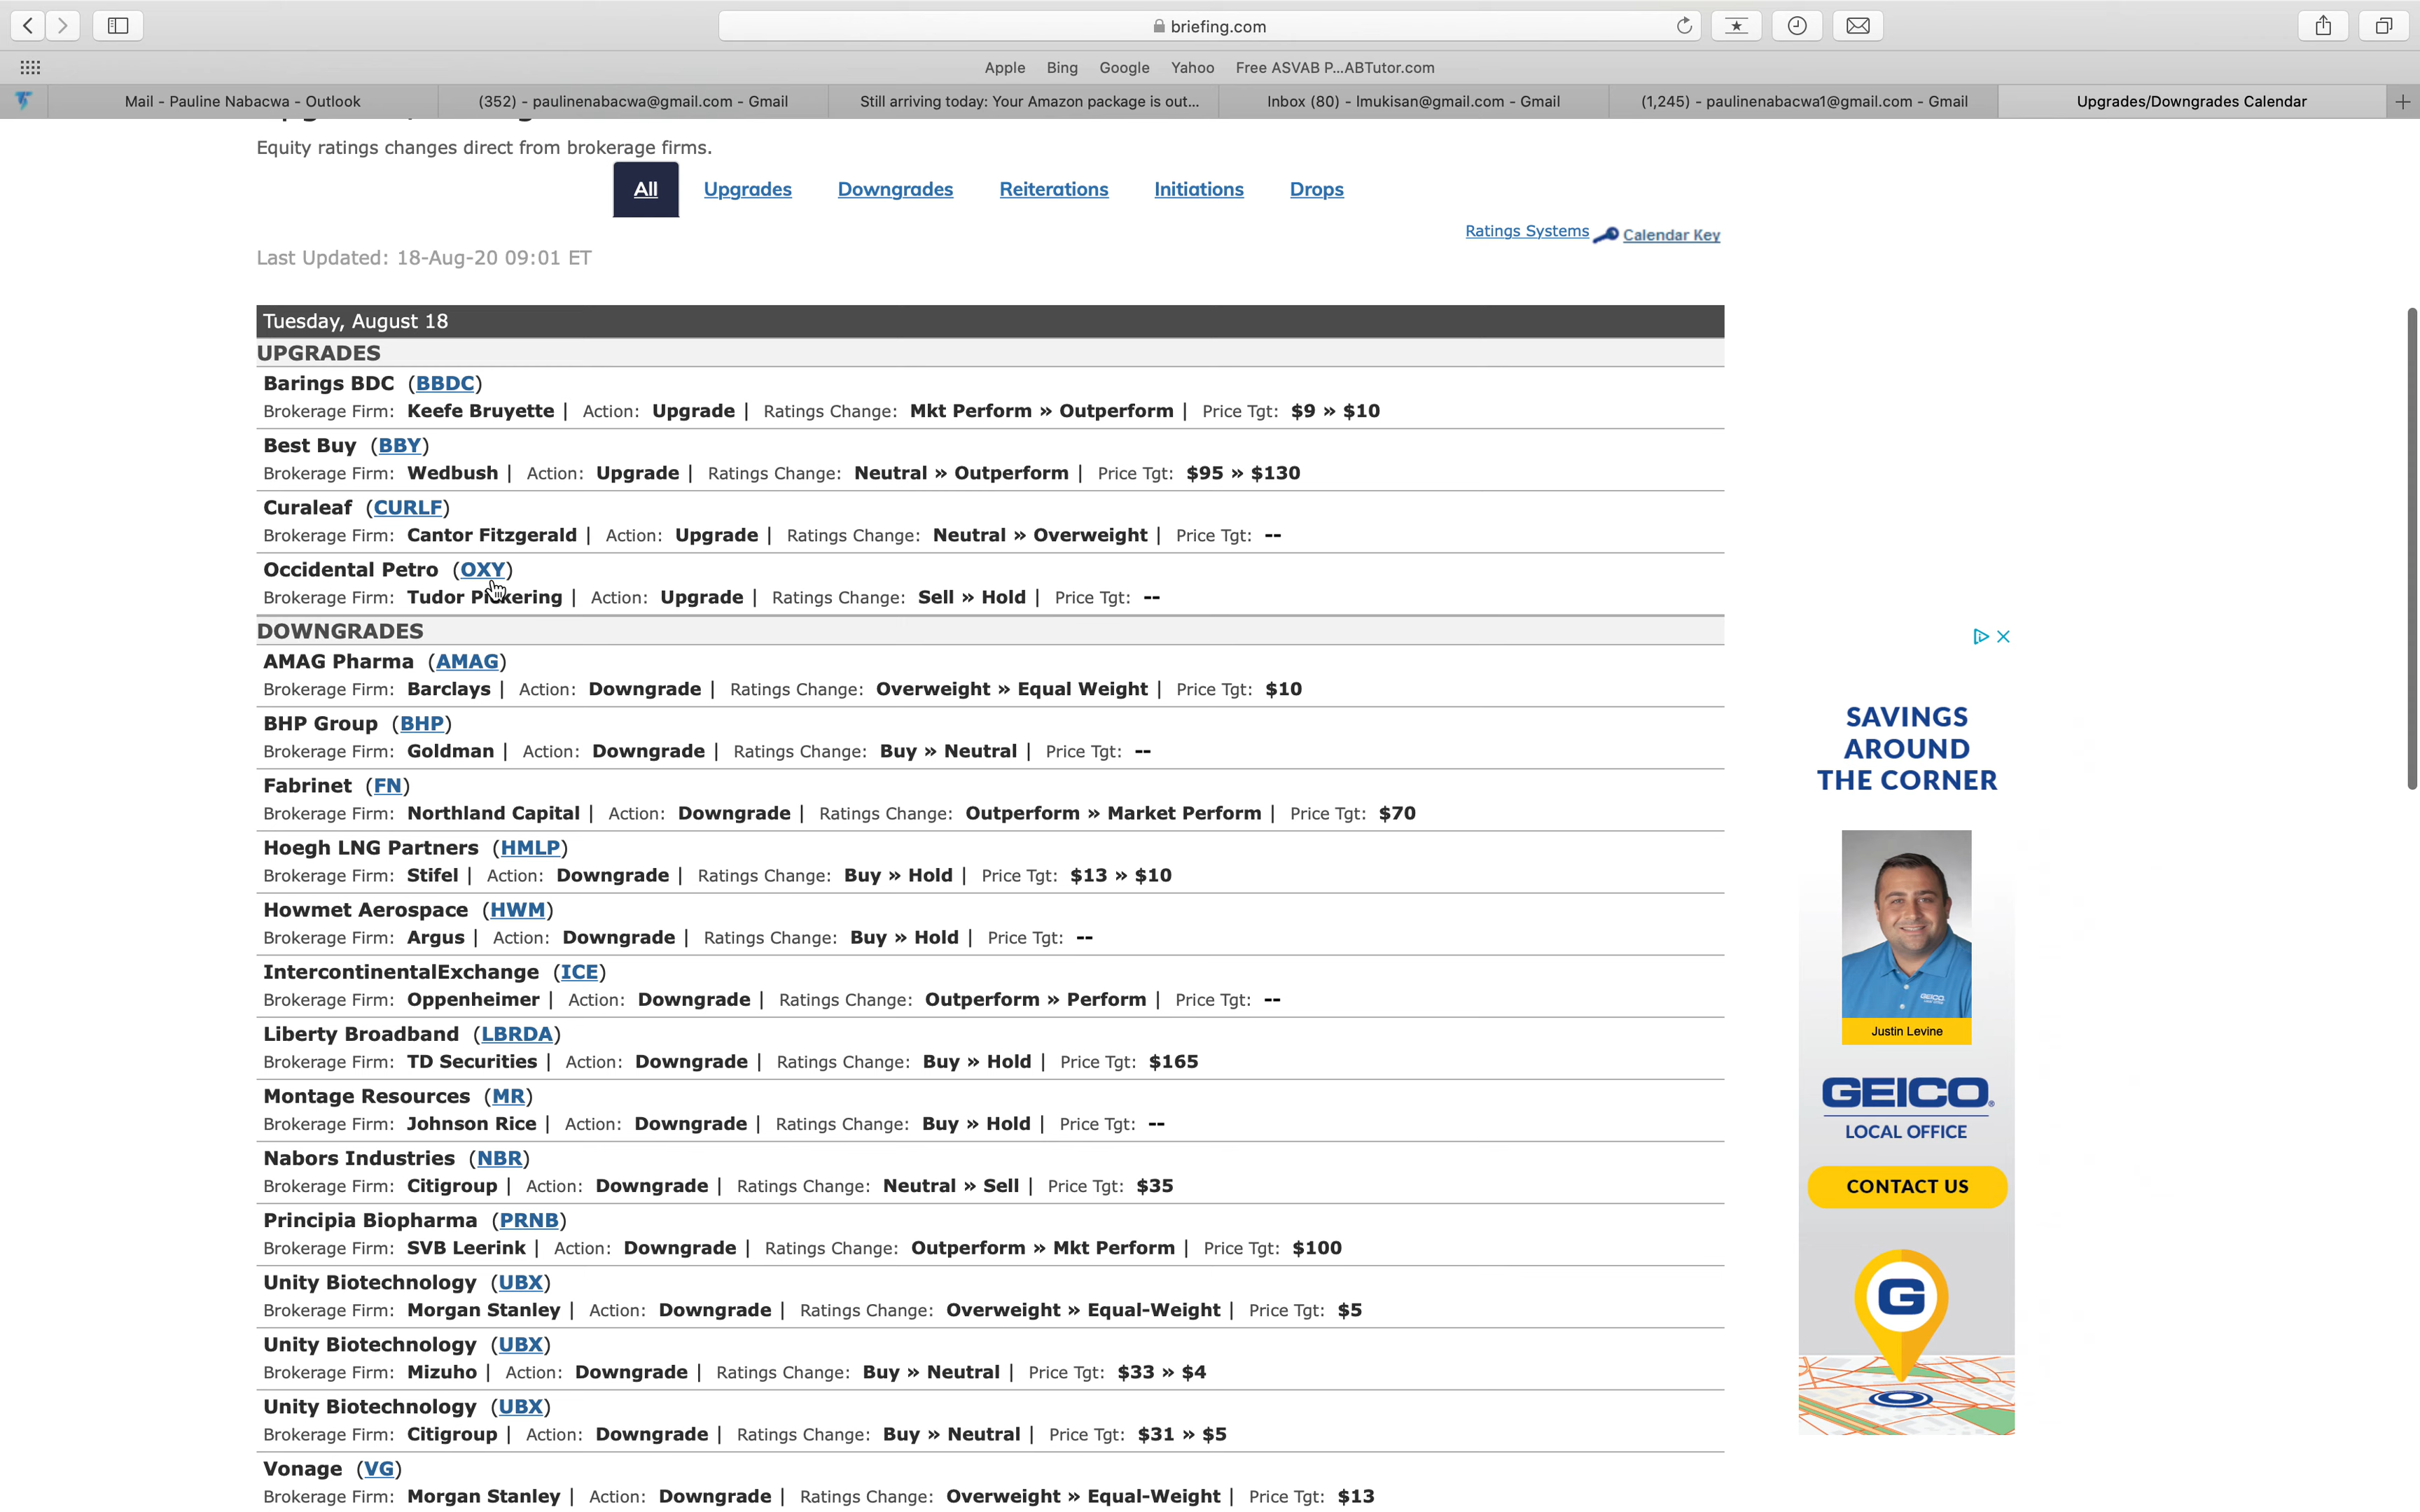 briefing.com
Apple Bing Google Yahoo Free ASVAB P...ABTutor.com
Mail - Pauline Nabacwa - Outlook (352) - paulinenabacwa@gmail.com - Gmail Still arriving today: Your Amazon package is out... Inbox (80) - lmukisan@gmail.com - Gmail (1,245) - paulinenabacwa1@gmail.com - Gmail Upgrades/Downgrades Calendar
Equity ratings changes direct from brokerage firms.
All Upgrades Downgrades Reiterations Initiations Drops
Ratings Systems Calendar Key
Last Updated: 18-Aug-20 09:01 ET
Tuesday, August 18
UPGRADES
Barings BDC (BBDC)
Brokerage Firm: Keefe Bruyette | Action: Upgrade | Ratings Change: Mkt Perform » Outperform | Price Tgt: $9 » $10
Best Buy (BBY)
Brokerage Firm: Wedbush | Action: Upgrade | Ratings Change: Neutral » Outperform | Price Tgt: $95 » $130
Curaleaf (CURLF)
Brokerage Firm: Cantor Fitzgerald | Action: Upgrade | Ratings Change: Neutral » Overweight | Price Tgt: --
Occidental Petro (OXY)
Brokerage Firm: Tudor Pickering | Action: Upgrade | Ratings Change: Sell » Hold | Price Tgt: --
DOWNGRADES
AMAG Pharma (AMAG)
Brokerage Firm: Barclays | Action: Downgrade | Ratings Change: Overweight » Equal Weight | Price Tgt: $10
BHP Group (BHP)
Brokerage Firm: Goldman | Action: Downgrade | Ratings Change: Buy » Neutral | Price Tgt: --
Fabrinet (FN)
Brokerage Firm: Northland Capital | Action: Downgrade | Ratings Change: Outperform » Market Perform | Price Tgt: $70
Hoegh LNG Partners (HMLP)
Brokerage Firm: Stifel | Action: Downgrade | Ratings Change: Buy » Hold | Price Tgt: $13 » $10
Howmet Aerospace (HWM)
Brokerage Firm: Argus | Action: Downgrade | Ratings Change: Buy » Hold | Price Tgt: --
IntercontinentalExchange (ICE)
Brokerage Firm: Oppenheimer | Action: Downgrade | Ratings Change: Outperform » Perform | Price Tgt: --
Liberty Broadband (LBRDA)
Brokerage Firm: TD Securities | Action: Downgrade | Ratings Change: Buy » Hold | Price Tgt: $165
Montage Resources (MR)
Brokerage Firm: Johnson Rice | Action: Downgrade | Ratings Change: Buy » Hold | Price Tgt: --
Nabors Industries (NBR)
Brokerage Firm: Citigroup | Action: Downgrade | Ratings Change: Neutral » Sell | Price Tgt: $35
Principia Biopharma (PRNB)
Brokerage Firm: SVB Leerink | Action: Downgrade | Ratings Change: Outperform » Mkt Perform | Price Tgt: $100
Unity Biotechnology (UBX)
Brokerage Firm: Morgan Stanley | Action: Downgrade | Ratings Change: Overweight » Equal-Weight | Price Tgt: $5
Unity Biotechnology (UBX)
Brokerage Firm: Mizuho | Action: Downgrade | Ratings Change: Buy » Neutral | Price Tgt: $33 » $4
Unity Biotechnology (UBX)
Brokerage Firm: Citigroup | Action: Downgrade | Ratings Change: Buy » Neutral | Price Tgt: $31 » $5
Vonage (VG)
Brokerage Firm: Morgan Stanley | Action: Downgrade | Ratings Change: Overweight » Equal-Weight | Price Tgt: $13
SAVINGS
AROUND
THE CORNER
GEICO
Justin Levine
GEICO
LOCAL OFFICE
CONTACT US
G